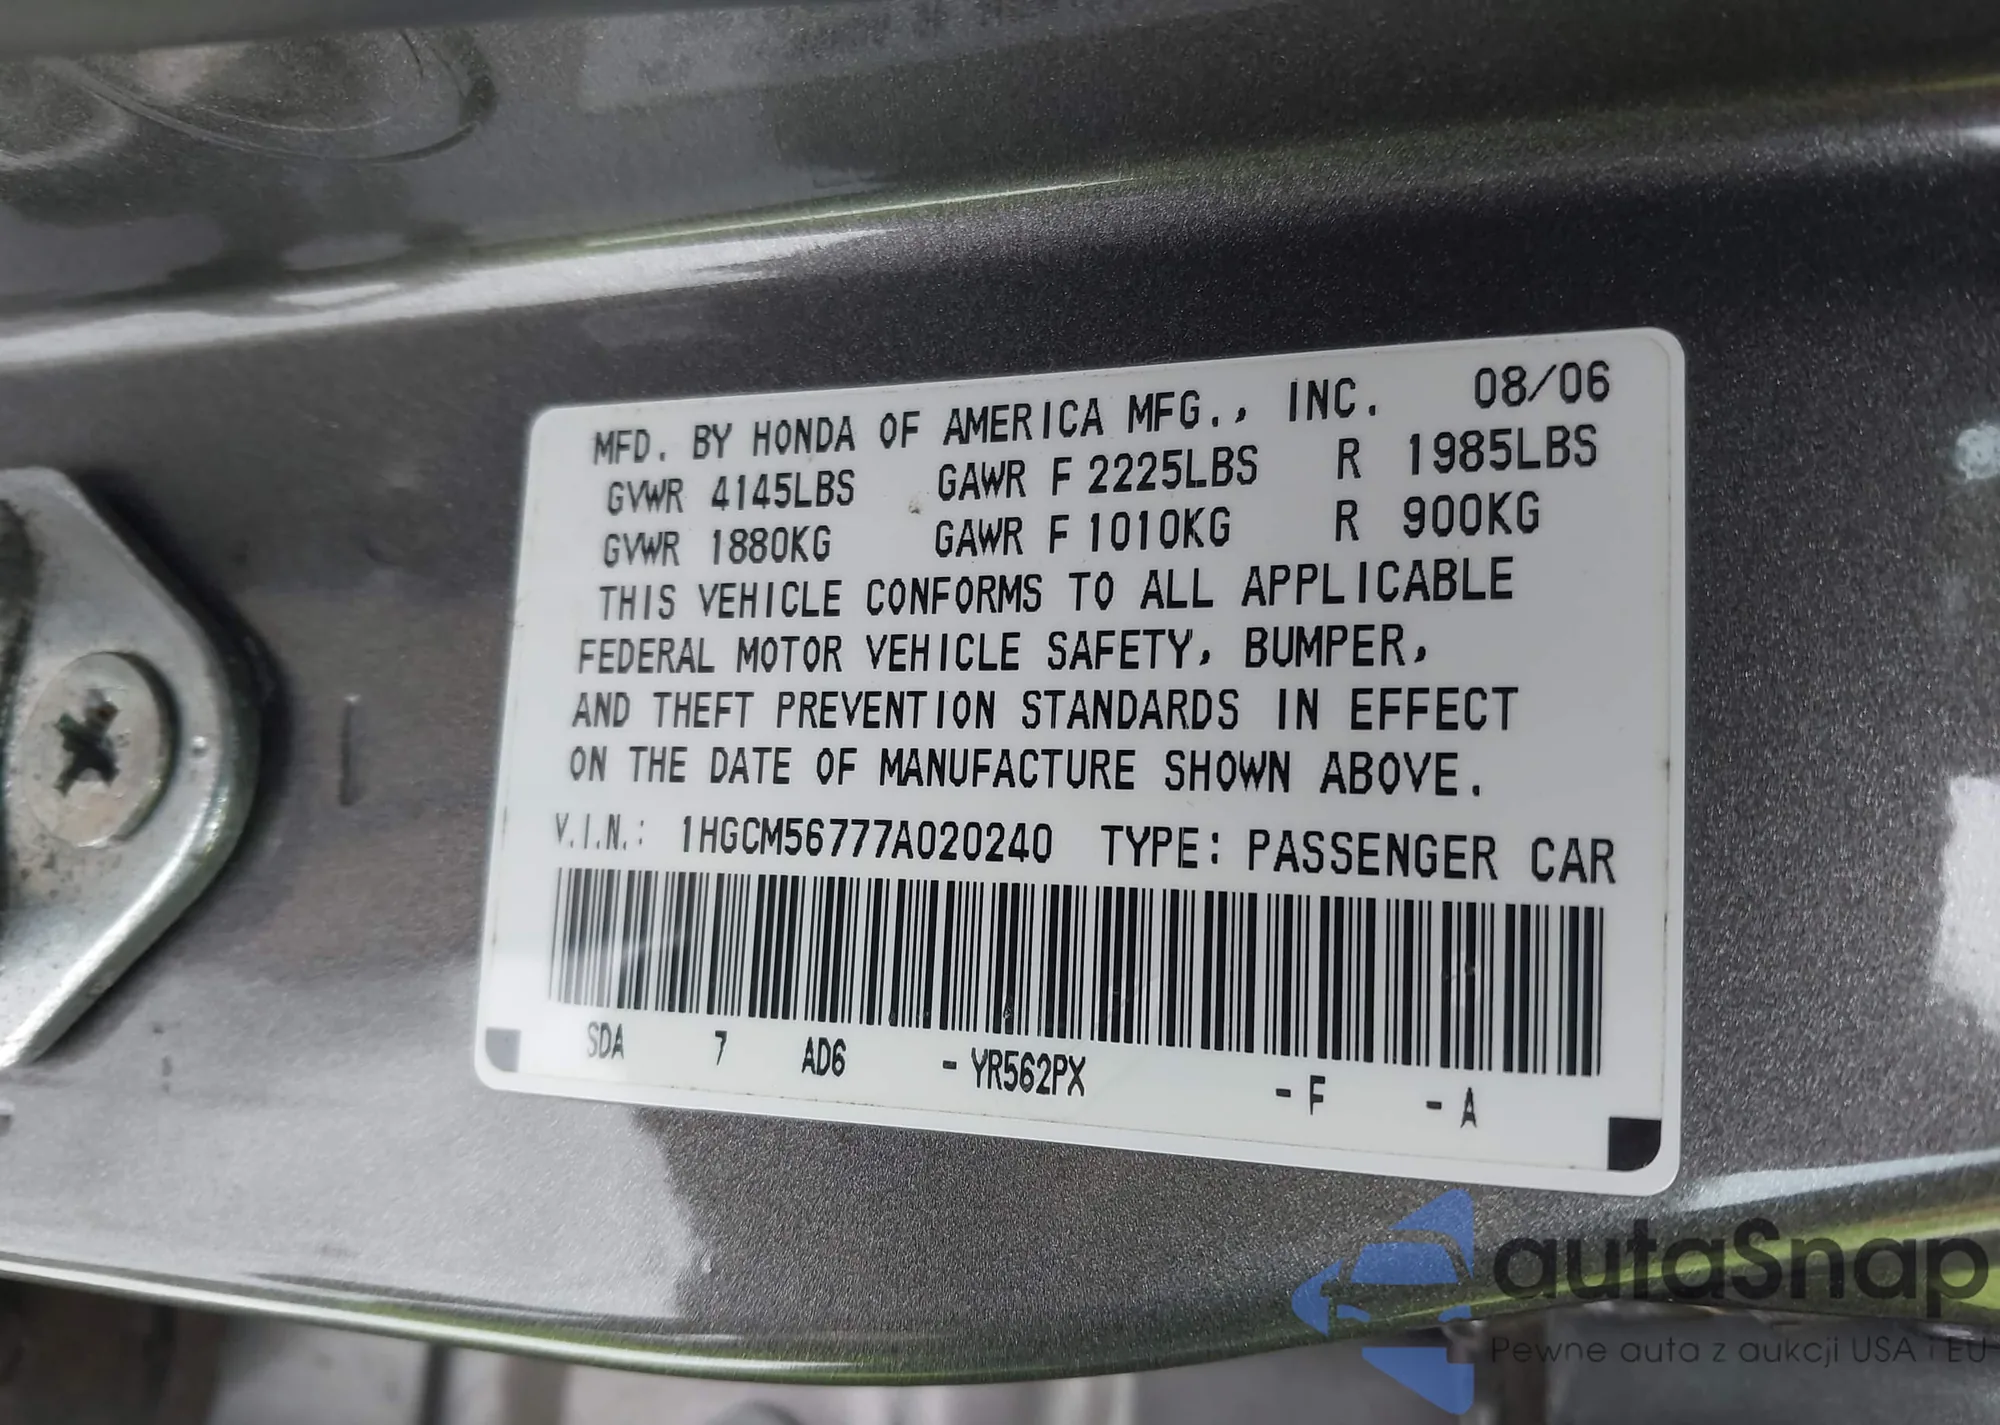 MFD. BY HONDA OF AMERICA MFG., INC. 08/06
GVWR 4145LBS GAWR F 2225LBS R 1985LBS
GVWR 1880KG GAWR F 1010KG R 900KG
THIS VEHICLE CONFORMS TO ALL APPLICABLE
FEDERAL MOTOR VEHICLE SAFETY, BUMPER,
AND THEFT PREVENTION STANDARDS IN EFFECT
ON THE DATE OF MANUFACTURE SHOWN ABOVE.
V.I.N.: 1HGCM56777A020240 TYPE: PASSENGER CAR
SDA 7 AD6 -YR562PX -F -A
autaSnap
Pewne auta z aukcji USA i EU